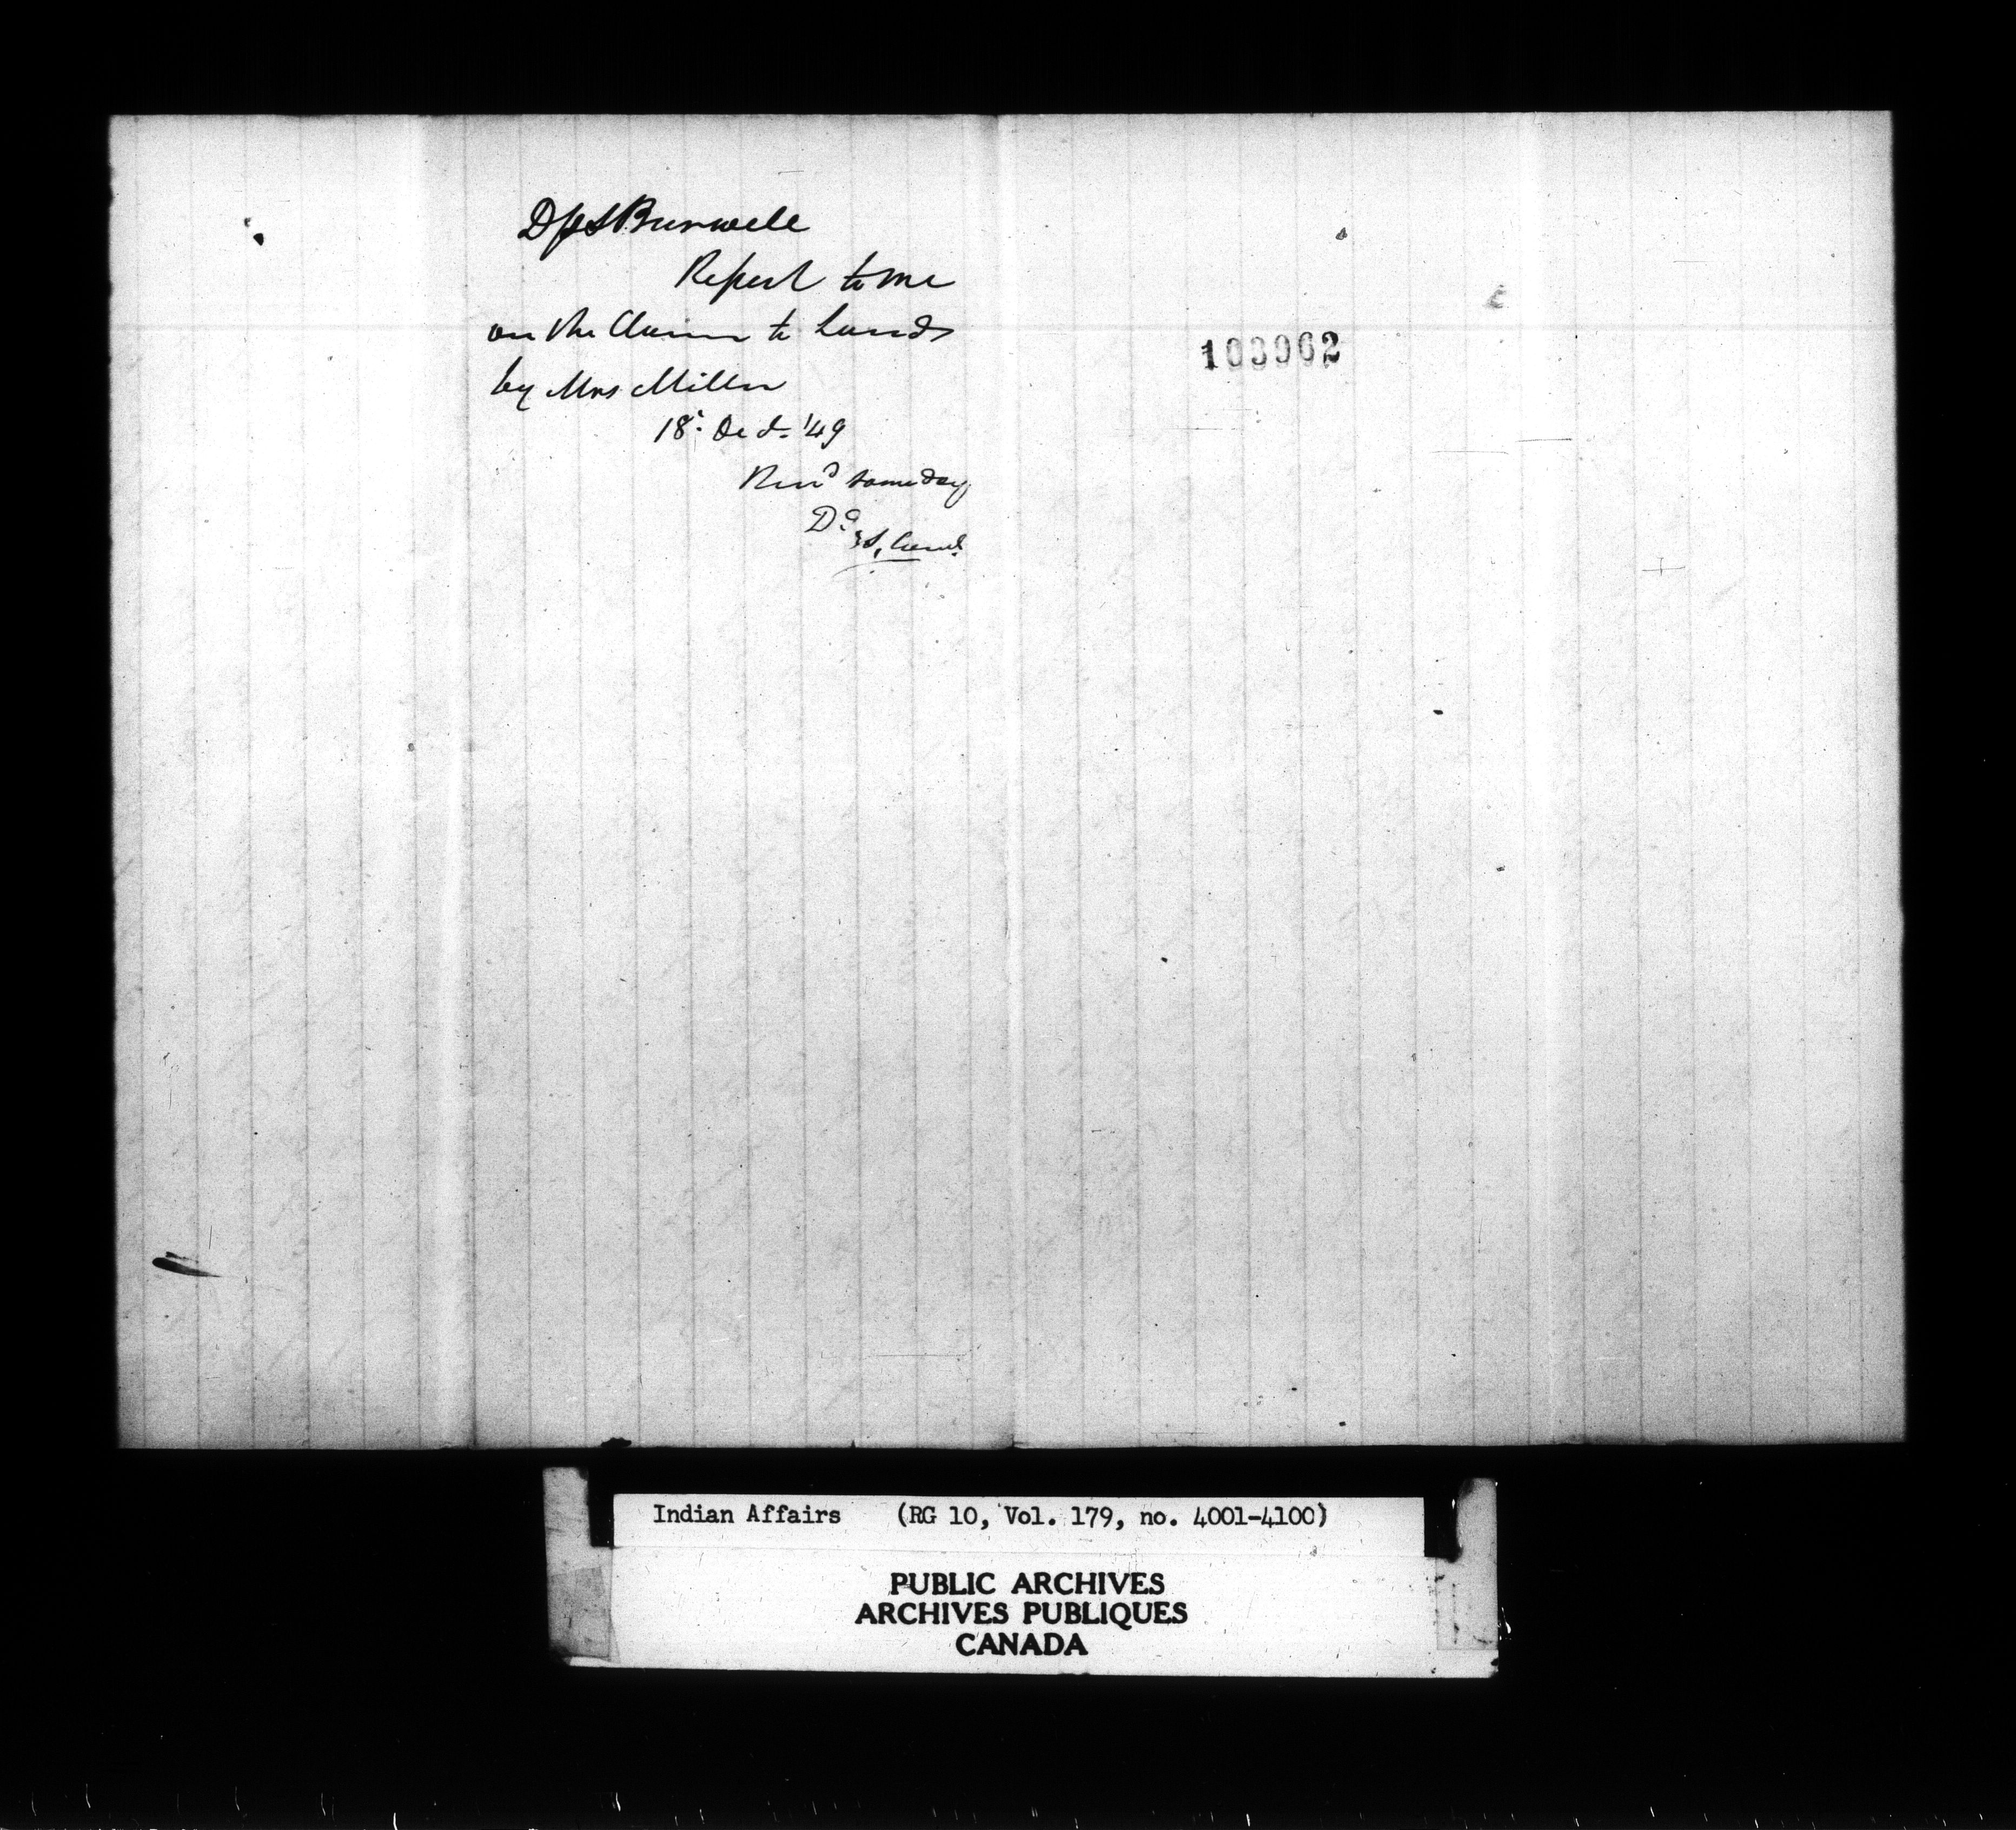 DPS Burwell
Report to me
on the Claim to Lands
by Mrs. Miller
18. Oct. '49
Recd same day
103962
Indian Affairs (RG 10, Vol. 179, no. 4001-4100)
PUBLIC ARCHIVES
ARCHIVES PUBLIQUES
CANADA